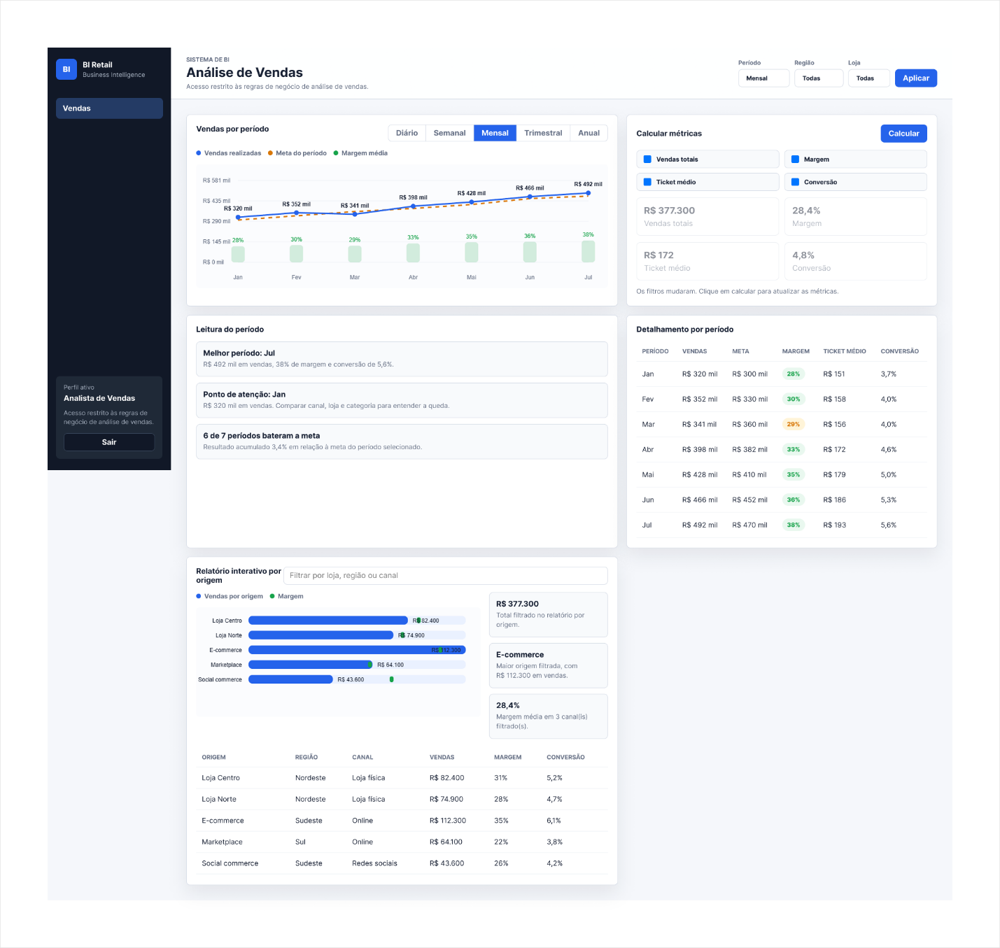 BI
BI Retail
Business Intelligence
Vendas
Perfil ativo
Analista de Vendas
Acesso restrito às regras de
negócio de análise de vendas.
Sair
SISTEMA DE BI
Análise de Vendas
Acesso restrito às regras de negócio de análise de vendas.
Período Região Loja
Mensal Todas Todas Aplicar
Vendas por período
Diário Semanal Mensal Trimestral Anual
Vendas realizadas Meta do período Margem média
R$ 581 mil
R$ 435 mil
R$ 290 mil
R$ 145 mil
R$ 0 mil
R$ 320 mil R$ 352 mil R$ 341 mil R$ 398 mil R$ 428 mil R$ 466 mil R$ 492 mil
28% 30% 29% 33% 35% 36% 38%
Jan Fev Mar Abr Mai Jun Jul
Calcular métricas Calcular
Vendas totais Margem
Ticket médio Conversão
R$ 377.300
Vendas totais
28,4%
Margem
R$ 172
Ticket médio
4,8%
Conversão
Os filtros mudaram. Clique em calcular para atualizar as métricas.
Leitura do período
Melhor período: Jul
R$ 492 mil em vendas, 38% de margem e conversão de 5,6%.
Ponto de atenção: Jan
R$ 320 mil em vendas. Comparar canal, loja e categoria para entender a queda.
6 de 7 períodos bateram a meta
Resultado acumulado 3,4% em relação à meta do período selecionado.
Detalhamento por período
PERÍODO VENDAS META MARGEM TICKET MÉDIO CONVERSÃO
Jan R$ 320 mil R$ 300 mil 28% R$ 151 3,7%
Fev R$ 352 mil R$ 330 mil 30% R$ 158 4,0%
Mar R$ 341 mil R$ 360 mil 29% R$ 156 4,0%
Abr R$ 398 mil R$ 382 mil 33% R$ 172 4,6%
Mai R$ 428 mil R$ 410 mil 35% R$ 179 5,0%
Jun R$ 466 mil R$ 452 mil 36% R$ 186 5,3%
Jul R$ 492 mil R$ 470 mil 38% R$ 193 5,6%
Relatório interativo por
origem
Filtrar por loja, região ou canal
Vendas por origem Margem
Loja Centro R$ 82.400
Loja Norte R$ 74.900
E-commerce R$ 112.300
Marketplace R$ 64.100
Social commerce R$ 43.600
R$ 377.300
Total filtrado no relatório por
origem.
E-commerce
Maior origem filtrada, com
R$ 112.300 em vendas.
28,4%
Margem média em 3 canal(is)
filtrado(s).
ORIGEM REGIÃO CANAL VENDAS MARGEM CONVERSÃO
Loja Centro Nordeste Loja física R$ 82.400 31% 5,2%
Loja Norte Nordeste Loja física R$ 74.900 28% 4,7%
E-commerce Sudeste Online R$ 112.300 35% 6,1%
Marketplace Sul Online R$ 64.100 22% 3,8%
Social commerce Sudeste Redes sociais R$ 43.600 26% 4,2%